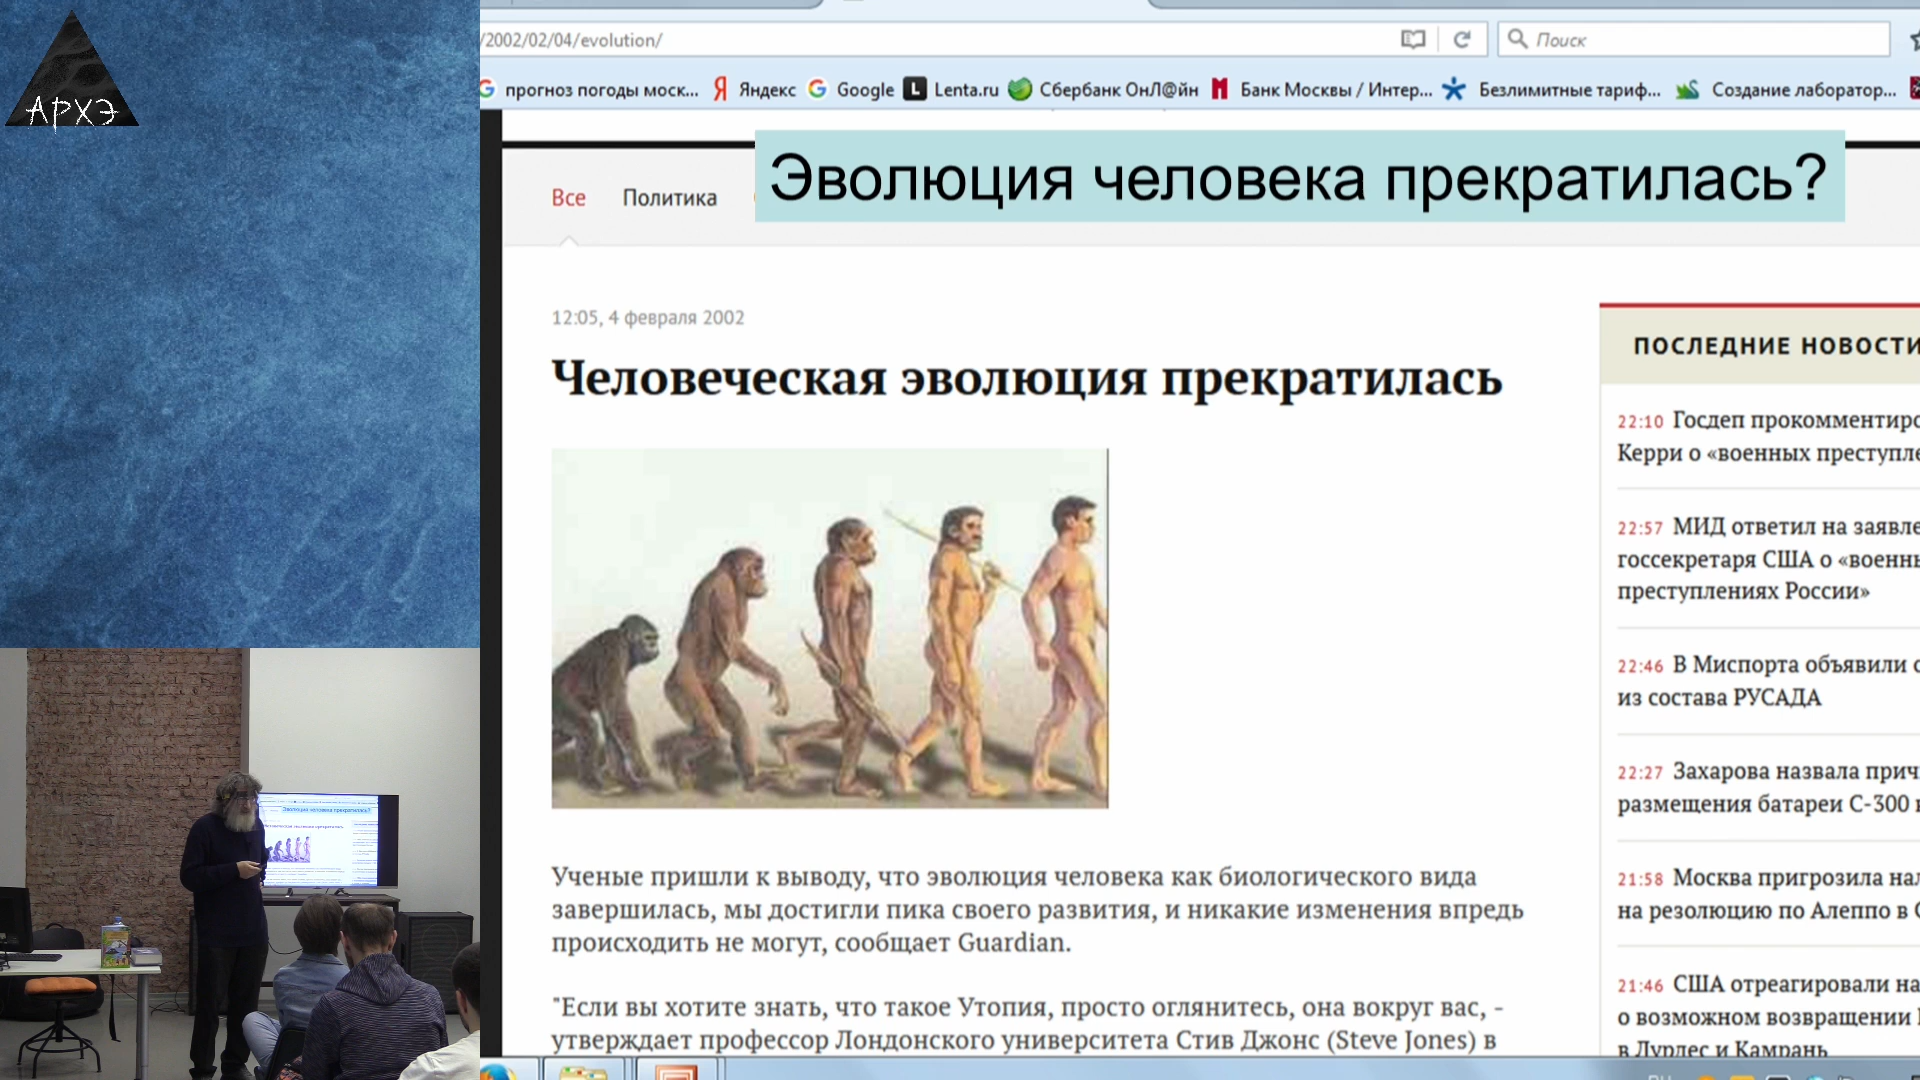 АРХЭ
/2002/02/04/evolution/
Поиск
прогноз погоды моск...
Яндекс
Google
Lenta.ru
Сбербанк ОнЛ@йн
Банк Москвы / Интер...
Безлимитные тариф...
Создание лаборатор...
Эволюция человека прекратилась?
Все
Политика
12:05, 4 февраля 2002
Человеческая эволюция прекратилась
Ученые пришли к выводу, что эволюция человека как биологического вида
завершилась, мы достигли пика своего развития, и никакие изменения впредь
происходить не могут, сообщает Guardian.
"Если вы хотите знать, что такое Утопия, просто оглянитесь, она вокруг вас, -
утверждает профессор Лондонского университета Стив Джонс (Steve Jones) в
ПОСЛЕДНИЕ НОВОСТИ
22:10 Госдеп прокомментиро
Керри о «военных преступле
22:57 МИД ответил на заявле
госсекретаря США о «военны
преступлениях России»
22:46 В Миспорта объявили о
из состава РУСАДА
22:27 Захарова назвала прич
размещения батареи С-300 в
21:58 Москва пригрозила нал
на резолюцию по Алеппо в С
21:46 США отреагировали на
о возможном возвращении
в Лурдес и Камрань